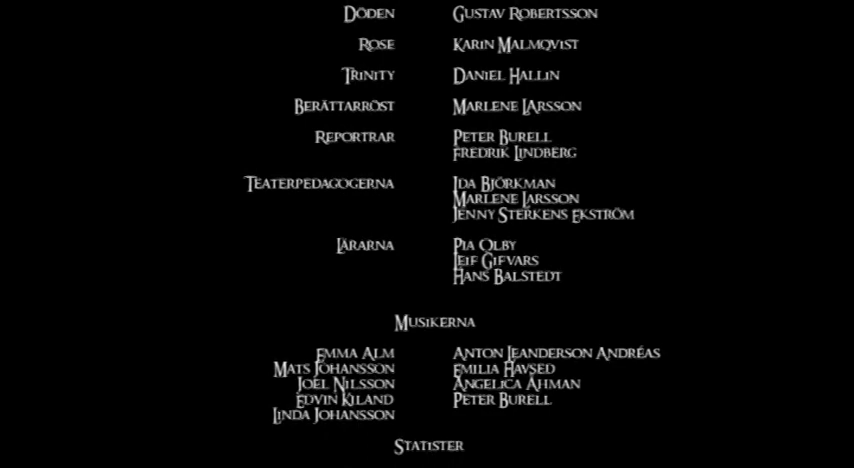 Döden Gustav Robertsson
Rose Karin Malmqvist
Trinity Daniel Hallin
Berättarröst Marlene Larsson
Reportrar Peter Burell
Fredrik Lindberg
Teaterpedagogerna Ida Björkman
Marlene Larsson
Jenny Sterkens Ekström
Lärarna Pia Olby
Leif Gifvars
Hans Balstedt
Musikerna
Emma Alm Anton Leanderson Andréas
Mats Johansson Emilia Havsed
Joel Nilsson Angelica Åhman
Edvin Kiland Peter Burell
Linda Johansson
Statister